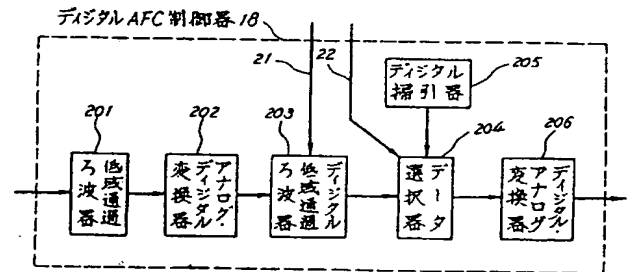 ディジタルAFC制御器18
21
22
ディジタル
掃引器
205
201
202
203
204
206
低域通過
ろ波器
アナログ・
ディジタル
変換器
ディジタル
低域通過
ろ波器
データ
選択器
ディジタル・
アナログ
変換器